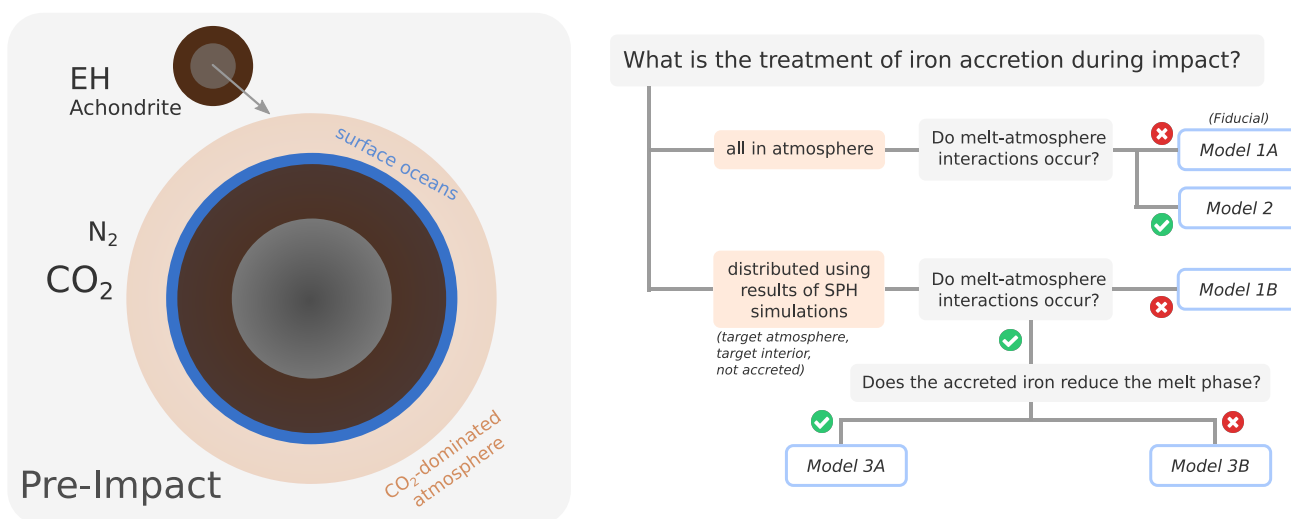 EH
Achondrite
surface oceans
N₂
CO₂
CO₂-dominated
atmosphere
Pre-Impact
What is the treatment of iron accretion during impact?
all in atmosphere
Do melt-atmosphere
interactions occur?
(Fiducial)
Model 1A
Model 2
distributed using
results of SPH
simulations
(target atmosphere,
target interior,
not accreted)
Do melt-atmosphere
interactions occur?
Model 1B
Does the accreted iron reduce the melt phase?
Model 3A
Model 3B